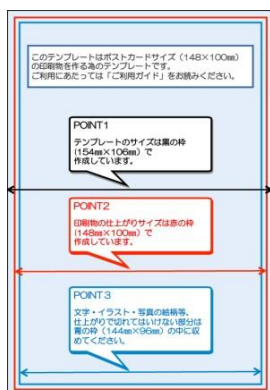 このテンプレートはポストカードサイズ(148×100㎜)
の印刷物を作る為のテンプレートです。
ご利用にあたっては「ご利用ガイド」をお読みください。
POINT1
テンプレートのサイズは黒の枠
(154㎜×106㎜)で
作成しています。
POINT2
印刷物の仕上がりサイズは赤の枠
(148㎜×100㎜)で
作成しています。
POINT3
文字・イラスト・写真の絵柄等、
仕上がりで切れてはいけない部分は
青の枠(144㎜×96㎜)の中に収
めてください。